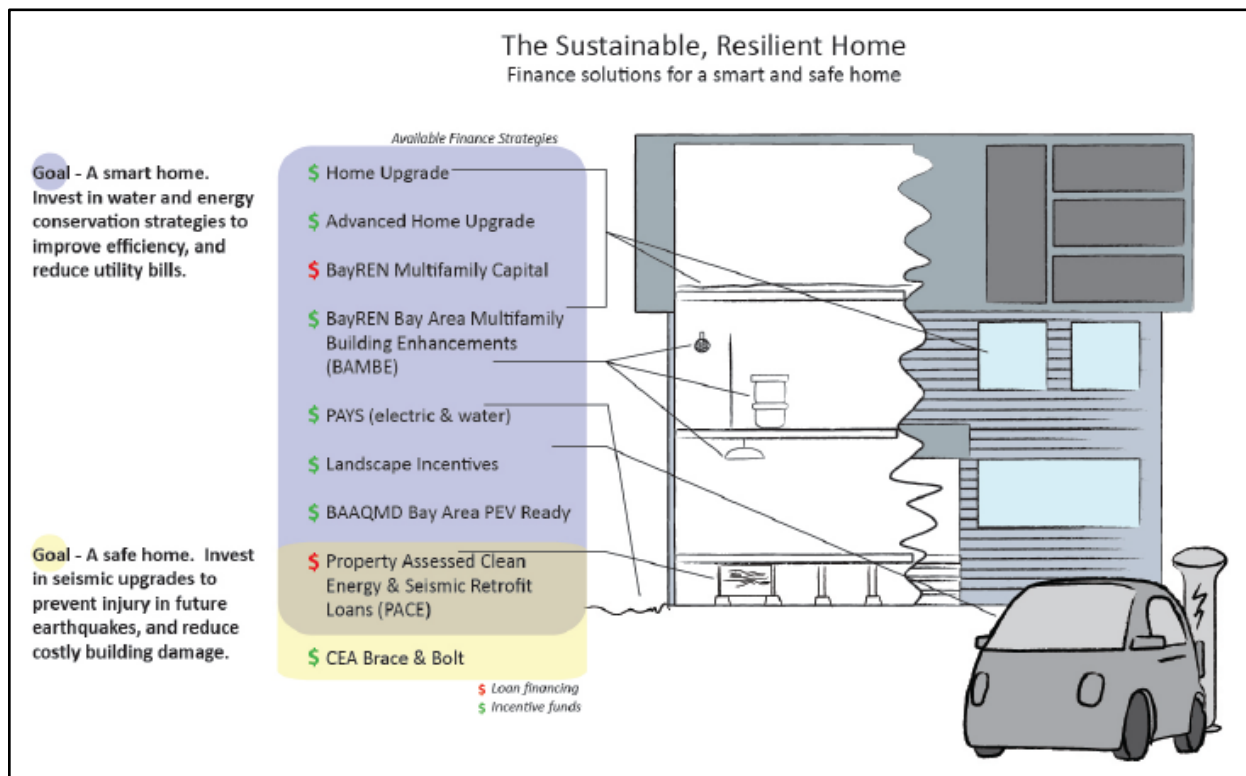 The Sustainable, Resilient Home
Finance solutions for a smart and safe home
Available Finance Strategies
Goal - A smart home.
Invest in water and energy
conservation strategies to
improve efficiency, and
reduce utility bills.
$ Home Upgrade
$ Advanced Home Upgrade
$ BayREN Multifamily Capital
$ BayREN Bay Area Multifamily
Building Enhancements
(BAMBE)
$ PAYS (electric & water)
$ Landscape Incentives
$ BAAQMD Bay Area PEV Ready
Goal - A safe home. Invest
in seismic upgrades to
prevent injury in future
earthquakes, and reduce
costly building damage.
$ Property Assessed Clean
Energy & Seismic Retrofit
Loans (PACE)
$ CEA Brace & Bolt
$ Loan financing
$ Incentive funds